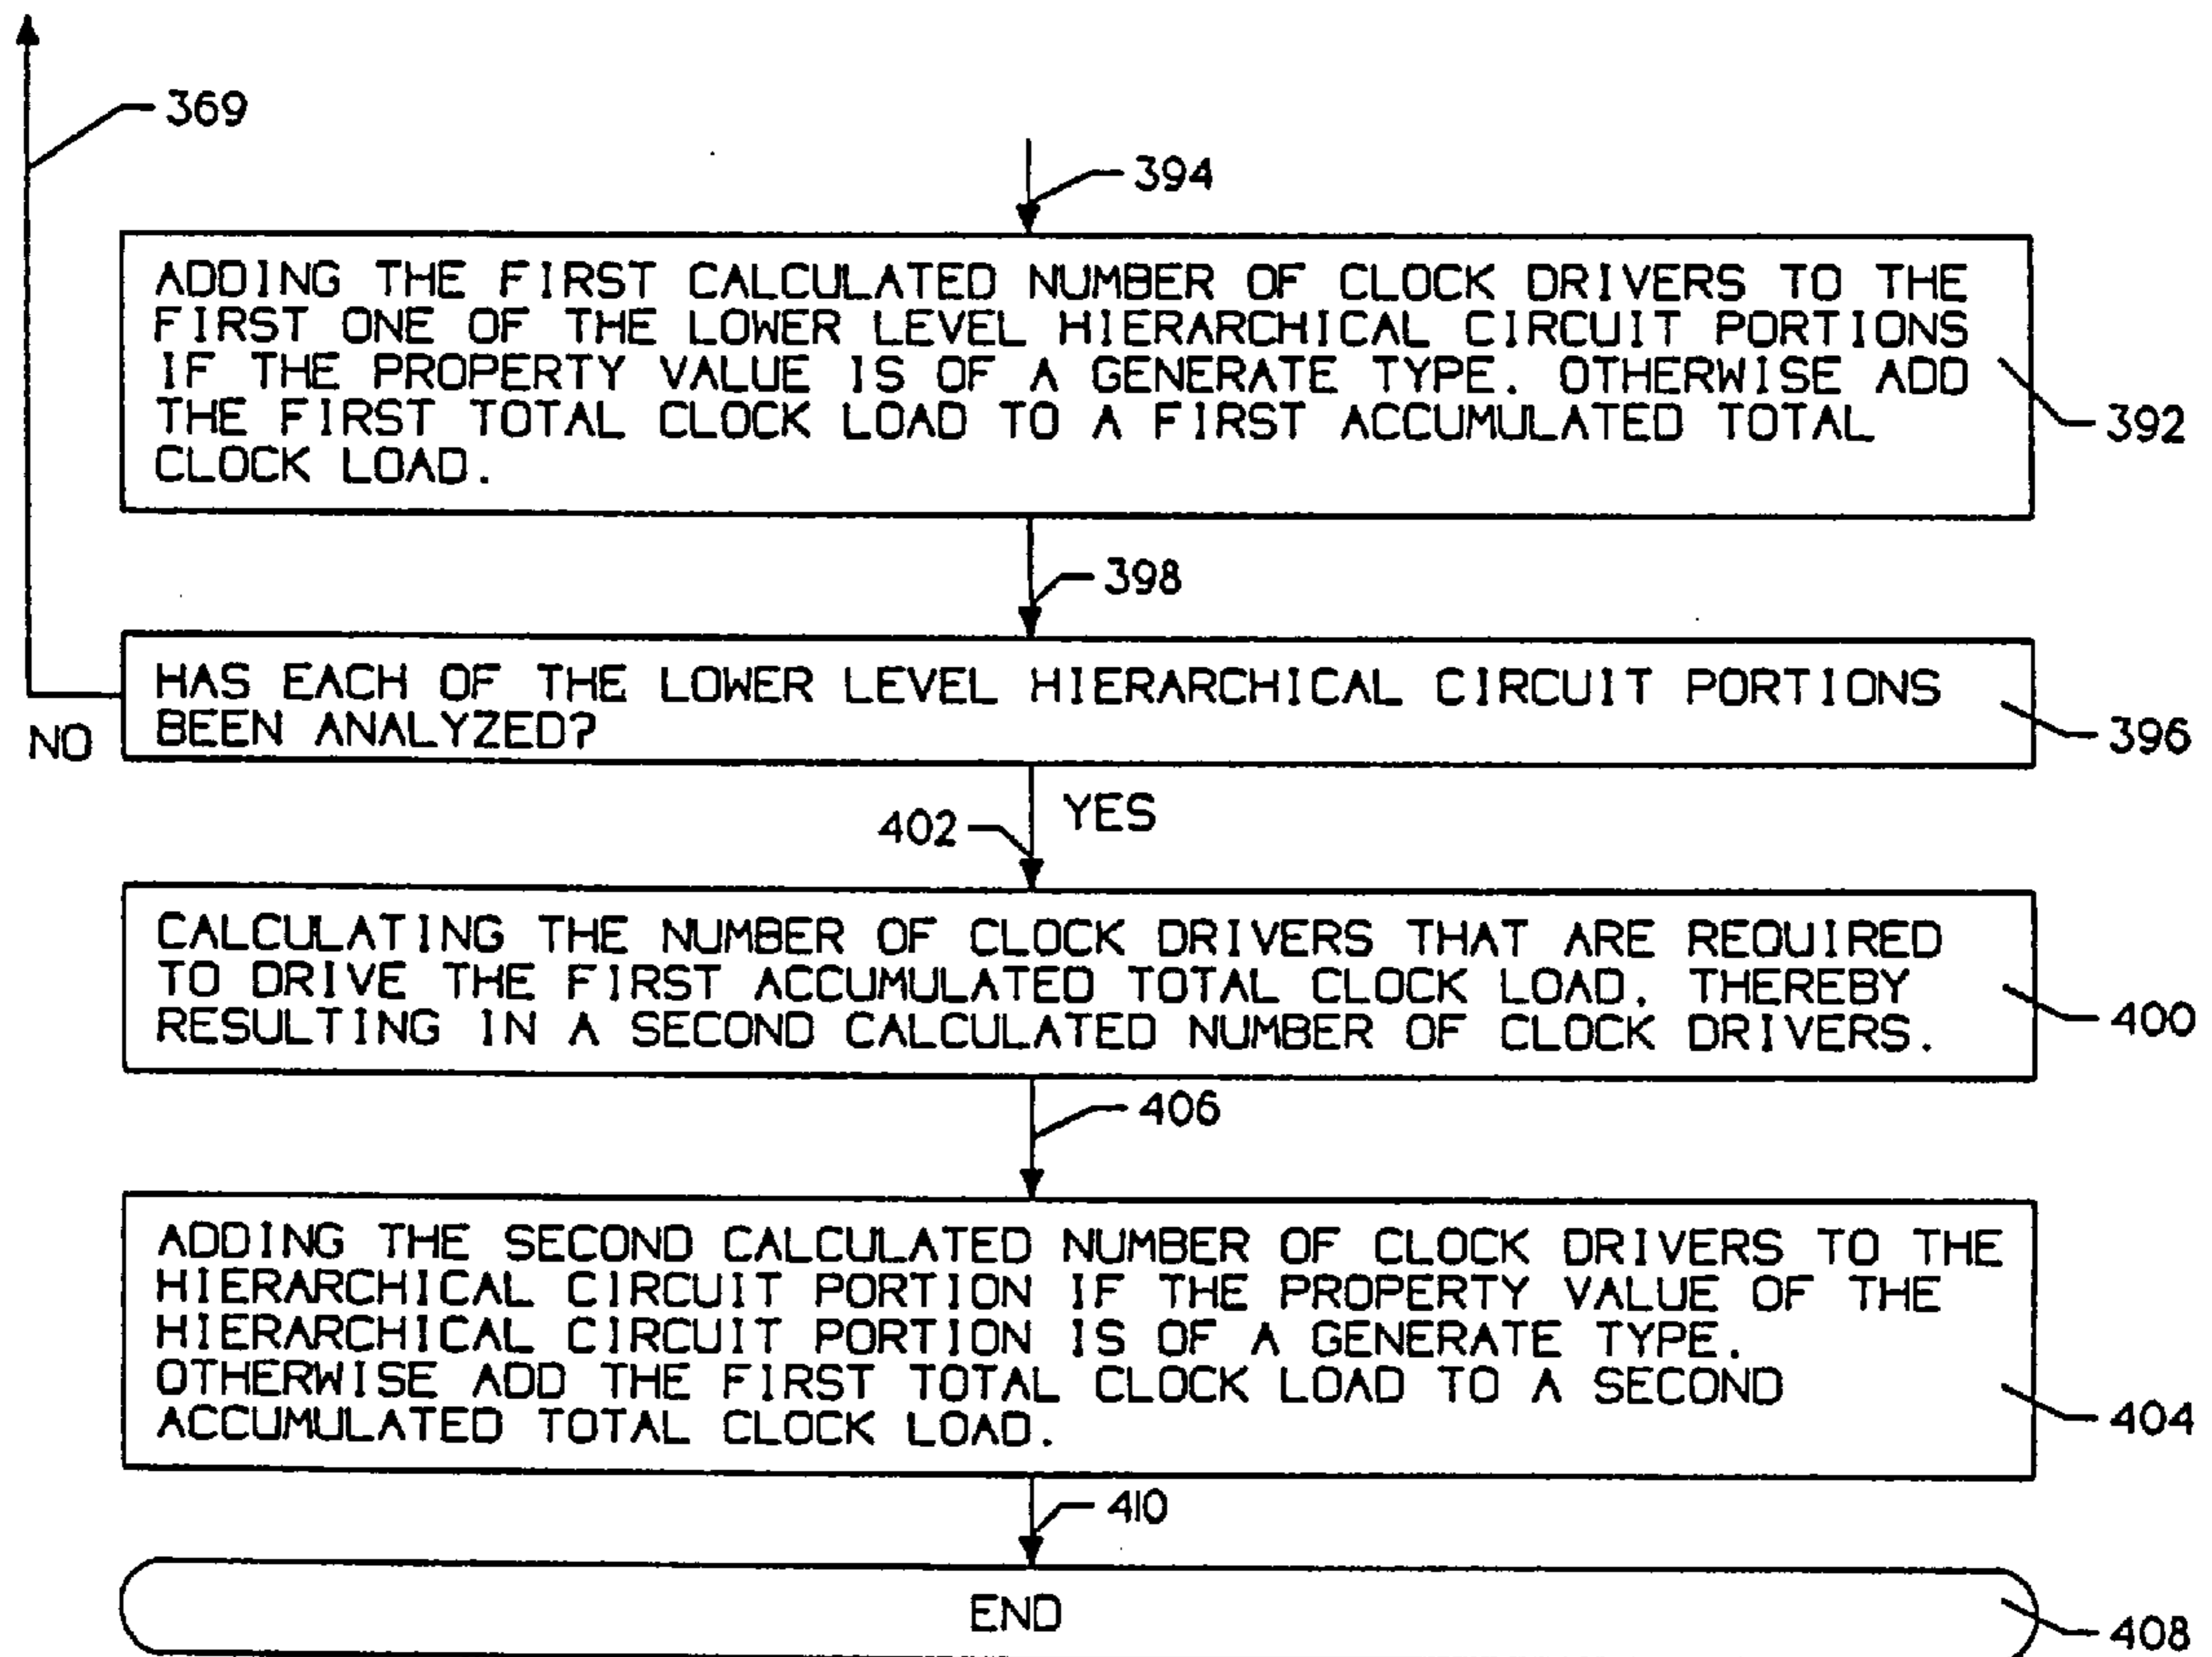 369
394
ADDING THE FIRST CALCULATED NUMBER OF CLOCK DRIVERS TO THE
FIRST ONE OF THE LOWER LEVEL HIERARCHICAL CIRCUIT PORTIONS
IF THE PROPERTY VALUE IS OF A GENERATE TYPE. OTHERWISE ADD
THE FIRST TOTAL CLOCK LOAD TO A FIRST ACCUMULATED TOTAL
CLOCK LOAD.
392
398
HAS EACH OF THE LOWER LEVEL HIERARCHICAL CIRCUIT PORTIONS
BEEN ANALYZED?
396
NO
YES
402
CALCULATING THE NUMBER OF CLOCK DRIVERS THAT ARE REQUIRED
TO DRIVE THE FIRST ACCUMULATED TOTAL CLOCK LOAD, THEREBY
RESULTING IN A SECOND CALCULATED NUMBER OF CLOCK DRIVERS.
400
406
ADDING THE SECOND CALCULATED NUMBER OF CLOCK DRIVERS TO THE
HIERARCHICAL CIRCUIT PORTION IF THE PROPERTY VALUE OF THE
HIERARCHICAL CIRCUIT PORTION IS OF A GENERATE TYPE.
OTHERWISE ADD THE FIRST TOTAL CLOCK LOAD TO A SECOND
ACCUMULATED TOTAL CLOCK LOAD.
404
410
END
408